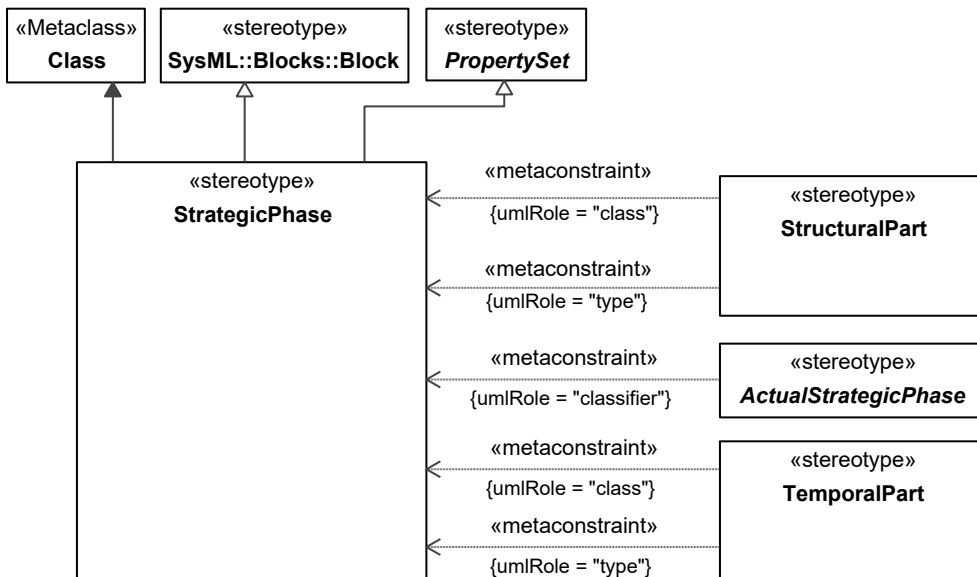 «Metaclass»
Class
«stereotype»
SysML::Blocks::Block
«stereotype»
PropertySet
«stereotype»
StrategicPhase
«metaconstraint»
{umlRole = "class"}
«metaconstraint»
{umlRole = "type"}
«stereotype»
StructuralPart
«metaconstraint»
{umlRole = "classifier"}
«stereotype»
ActualStrategicPhase
«metaconstraint»
{umlRole = "class"}
«metaconstraint»
{umlRole = "type"}
«stereotype»
TemporalPart